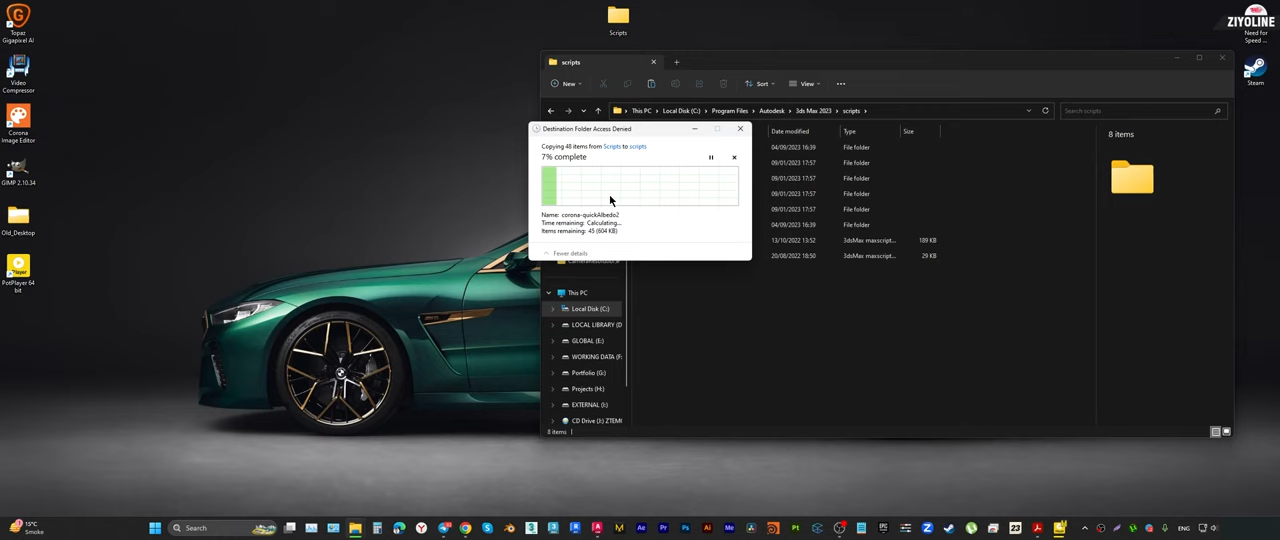 Topaz
Gigapixel AI
Video
Compressor
Corona
Image Editor
GIMP 2.10.34
Old_Desktop
PotPlayer 64
bit
Scripts
ZIYOLINE
Need for
Speed ...
Steam
scripts
New
Sort
View
This PC
Local Disk (C:)
Program Files
Autodesk
3ds Max 2023
scripts
Search scripts
Destination Folder Access Denied
Copying 48 items from Scripts to scripts
7% complete
Name: corona-quickAlbedo2
Time remaining: Calculating...
Items remaining: 45 (604 KB)
Fewer details
Date modified
Type
Size
04/09/2023 16:39
File folder
09/01/2023 17:57
File folder
09/01/2023 17:57
File folder
09/01/2023 17:57
File folder
09/01/2023 17:57
File folder
04/09/2023 16:39
File folder
13/10/2022 13:52
3dsMax maxscript...
189 KB
20/08/2022 18:50
3dsMax maxscript...
29 KB
8 items
This PC
Local Disk (C:)
LOCAL LIBRARY (D
GLOBAL (E:)
WORKING DATA (F:
Portfolio (G:)
Projects (H:)
EXTERNAL (I:)
CD Drive (J:) ZTEMI
8 items
15°C
Smoke
Search
ENG